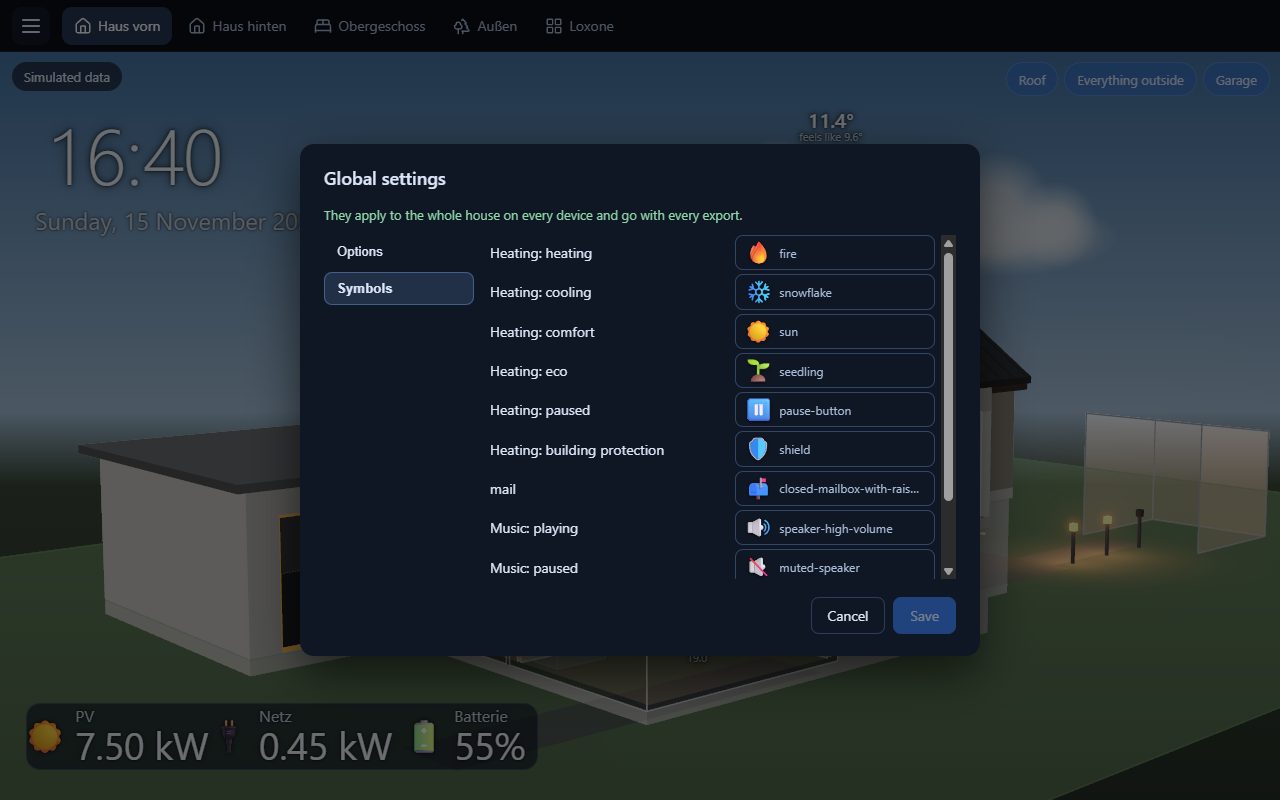 Haus vorn
Haus hinten
Obergeschoss
Außen
Loxone
Simulated data
Roof
Everything outside
Garage
16:40
Sunday, 15 November 20
11.4°
feels like 9.6°
Global settings
They apply to the whole house on every device and go with every export.
Options
Symbols
Heating: heating
fire
Heating: cooling
snowflake
Heating: comfort
sun
Heating: eco
seedling
Heating: paused
pause-button
Heating: building protection
shield
mail
closed-mailbox-with-rais...
Music: playing
speaker-high-volume
Music: paused
muted-speaker
Cancel
Save
19.0
PV
7.50 kW
Netz
0.45 kW
Batterie
55%